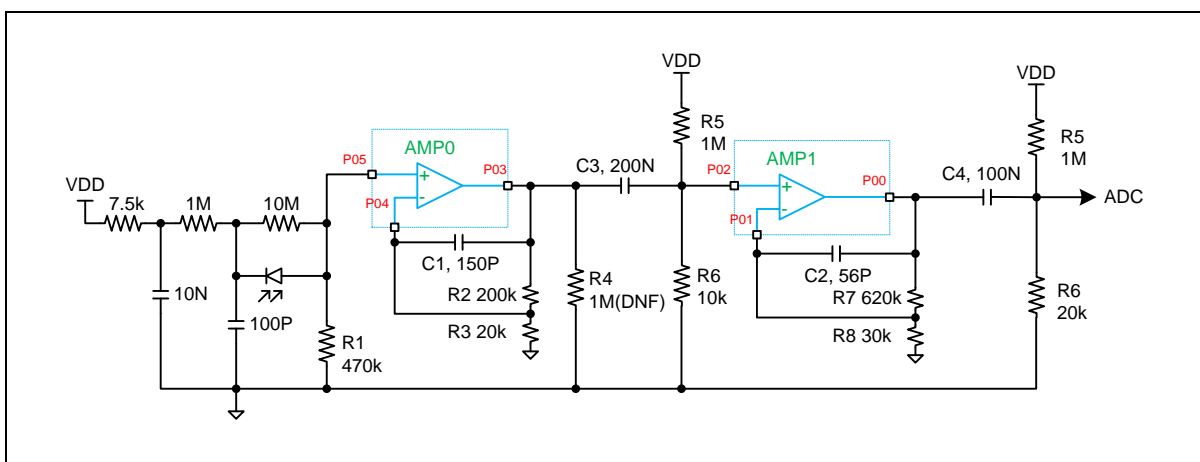 VDD
7.5k
1M
10M
10N
100P
R1
470k
P05
P04
AMP0
P03
C1, 150P
R2 200k
R3 20k
R4
1M(DNF)
C3, 200N
VDD
R5
1M
R6
10k
P02
P01
AMP1
P00
C2, 56P
R7 620k
R8 30k
C4, 100N
VDD
R5
1M
ADC
R6
20k